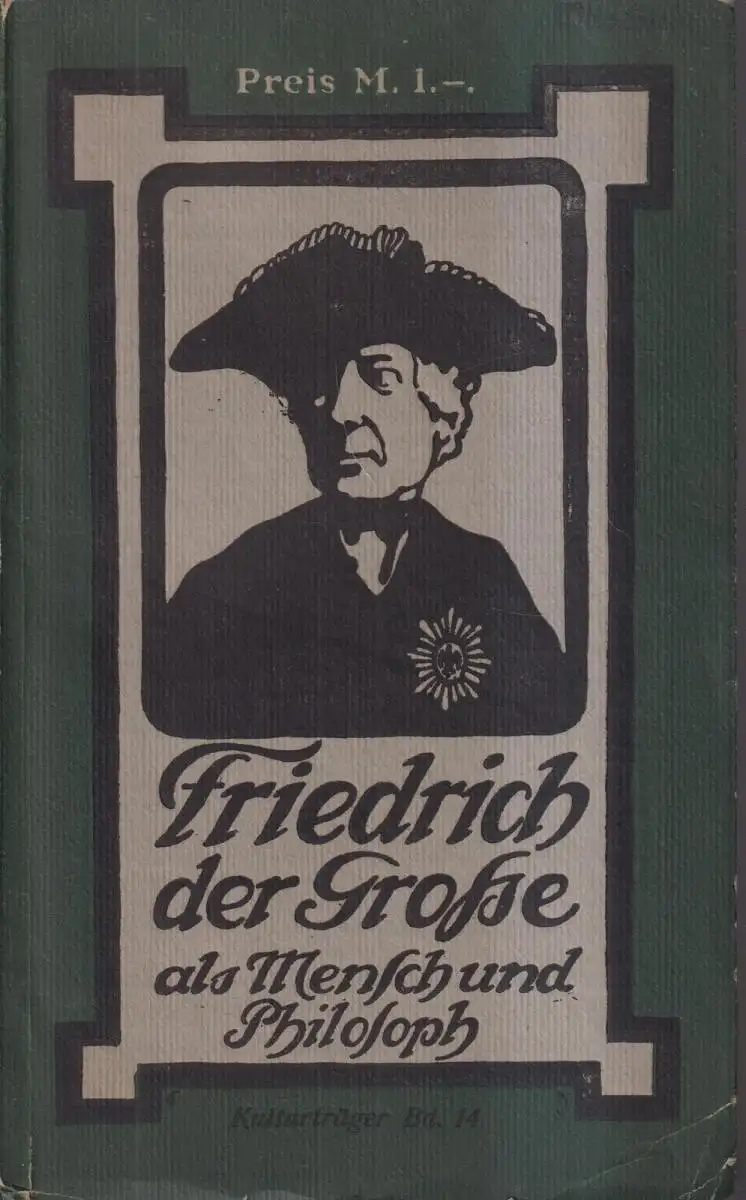 Preis M. 1.–.
Friedrich
der Große
als Mensch und
Philosoph
Kulturträger Bd. 14